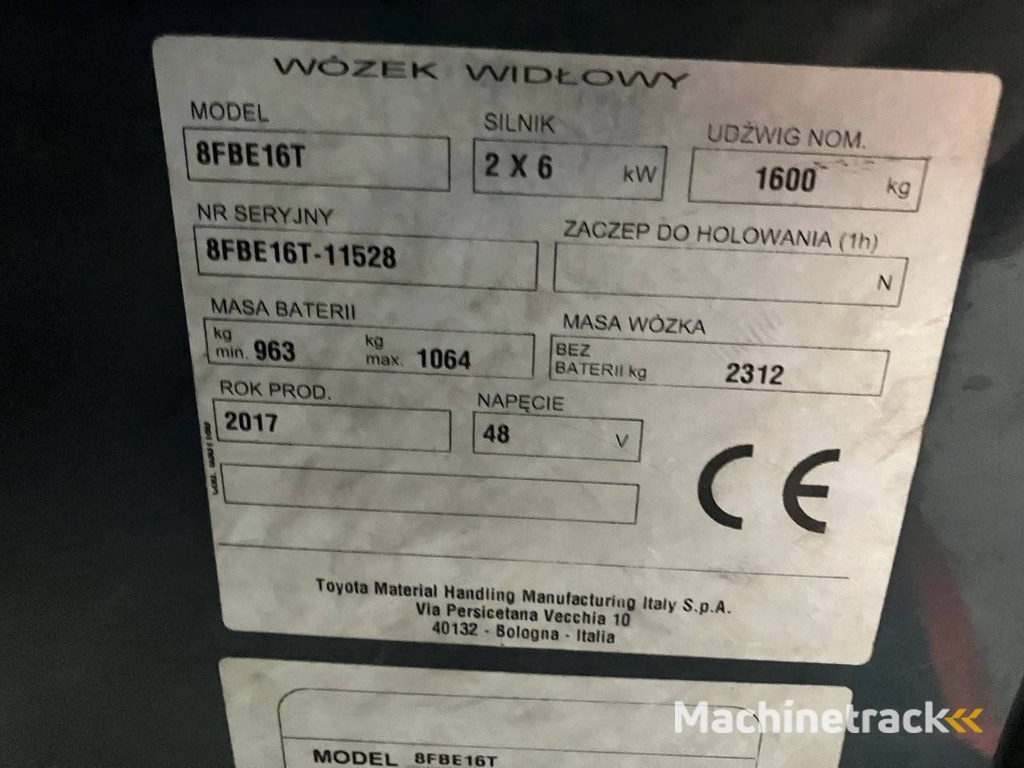 WÓZEK WIDŁOWY
MODEL
8FBE16T
SILNIK
2 X 6 kW
UDŹWIG NOM.
1600 kg
NR SERYJNY
8FBE16T-11528
ZACZEP DO HOLOWANIA (1h)
N
MASA BATERII
kg min. 963 kg max. 1064
MASA WÓZKA
BEZ
BATERII kg 2312
ROK PROD.
2017
NAPĘCIE
48 V
CE
Toyota Material Handling Manufacturing Italy S.p.A.
Via Persicetana Vecchia 10
40132 - Bologna - Italia
MODEL 8FBE16T
Machinetrack